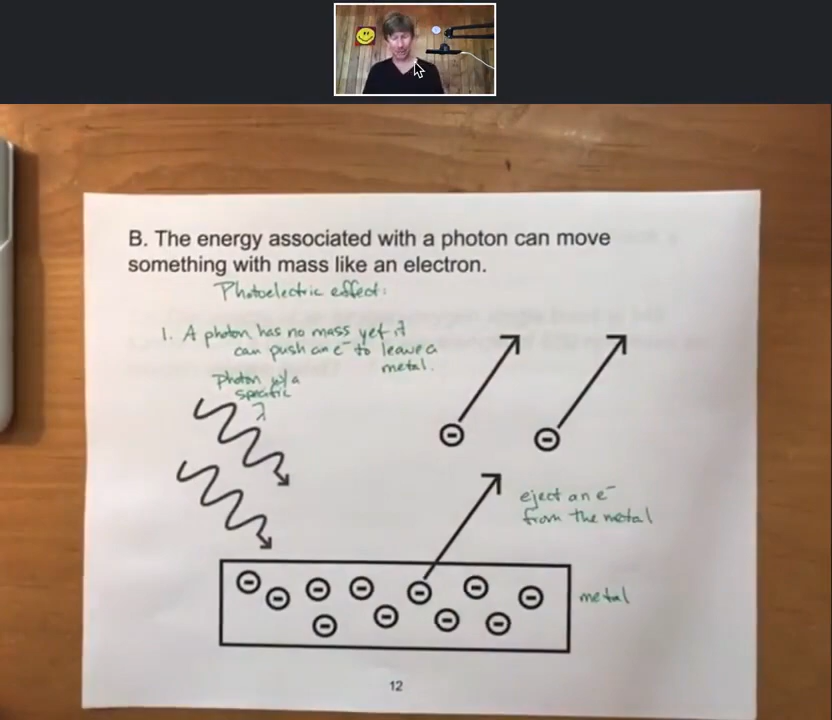 B. The energy associated with a photon can move
something with mass like an electron.
Photoelectric effect:
1. A photon has no mass yet it
can push an e⁻ to leave a
metal.
Photon w/a
specific
λ
eject an e⁻
from the metal
metal
12